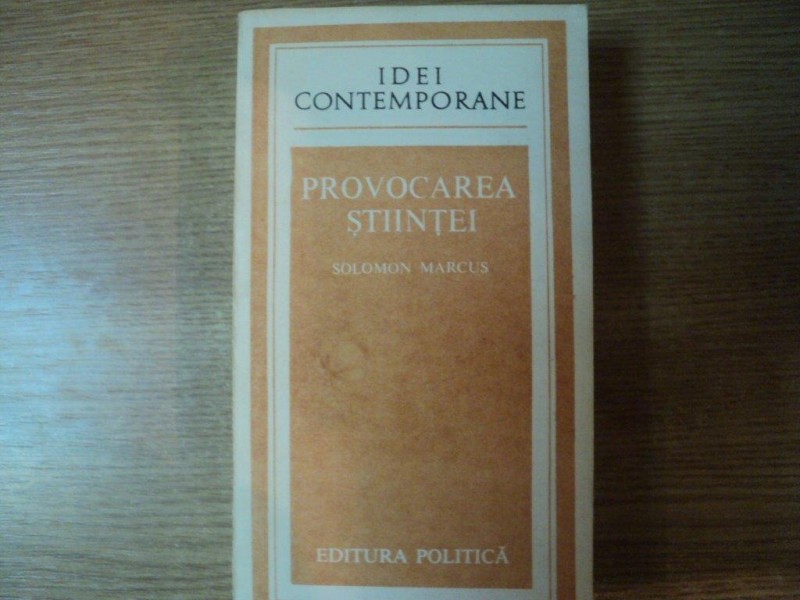 IDEI
CONTEMPORANE
PROVOCAREA
ȘTIINȚEI
SOLOMON MARCUS
EDITURA POLITICĂ